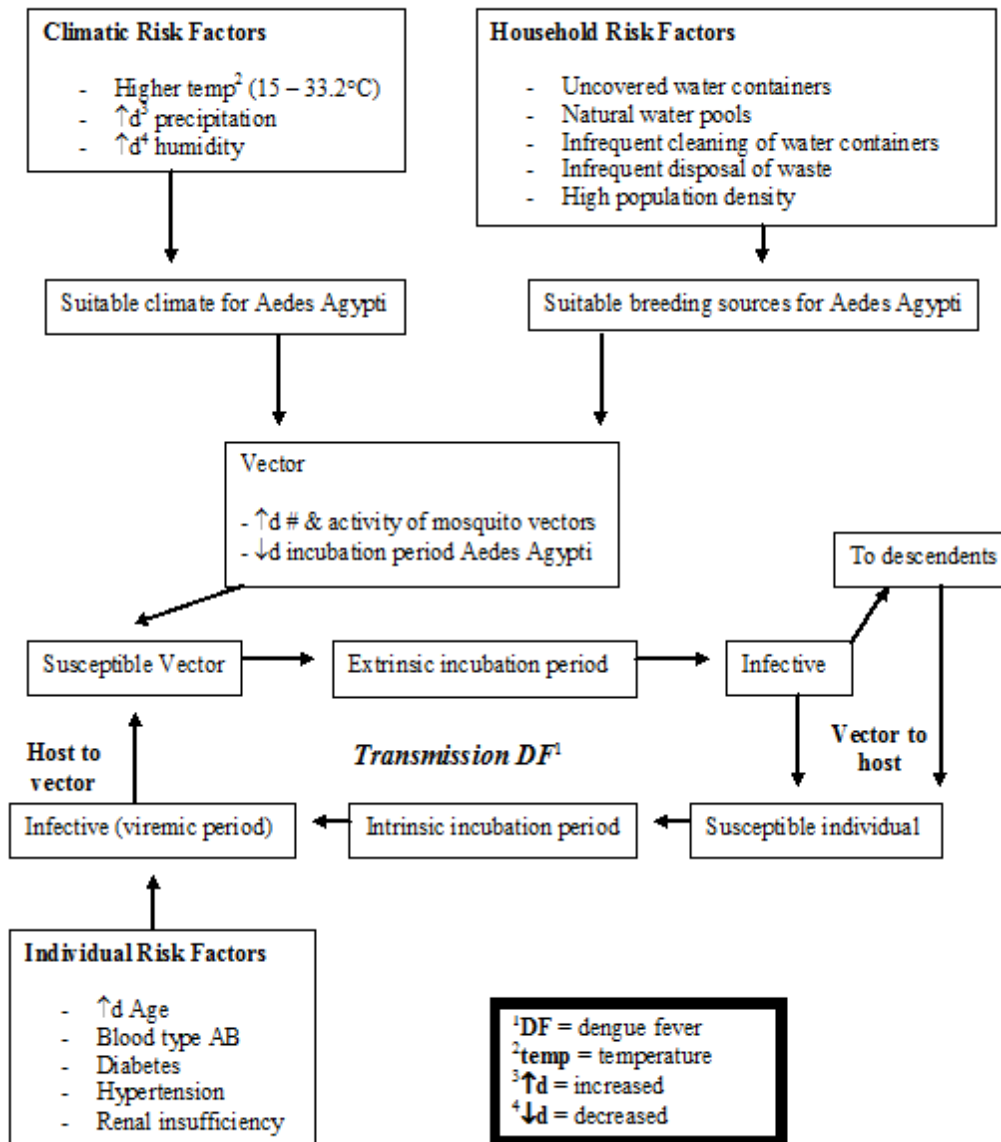 Climatic Risk Factors
- Higher temp² (15 – 33.2°C)
- ↑d³ precipitation
- ↑d⁴ humidity
Household Risk Factors
- Uncovered water containers
- Natural water pools
- Infrequent cleaning of water containers
- Infrequent disposal of waste
- High population density
Suitable climate for Aedes Agypti
Suitable breeding sources for Aedes Agypti
Vector
- ↑d # & activity of mosquito vectors
- ↓d incubation period Aedes Agypti
To descendents
Susceptible Vector
Extrinsic incubation period
Infective
Host to
vector
Transmission DF¹
Vector to
host
Infective (viremic period)
Intrinsic incubation period
Susceptible individual
Individual Risk Factors
- ↑d Age
- Blood type AB
- Diabetes
- Hypertension
- Renal insufficiency
¹DF = dengue fever
²temp = temperature
³↑d = increased
⁴↓d = decreased